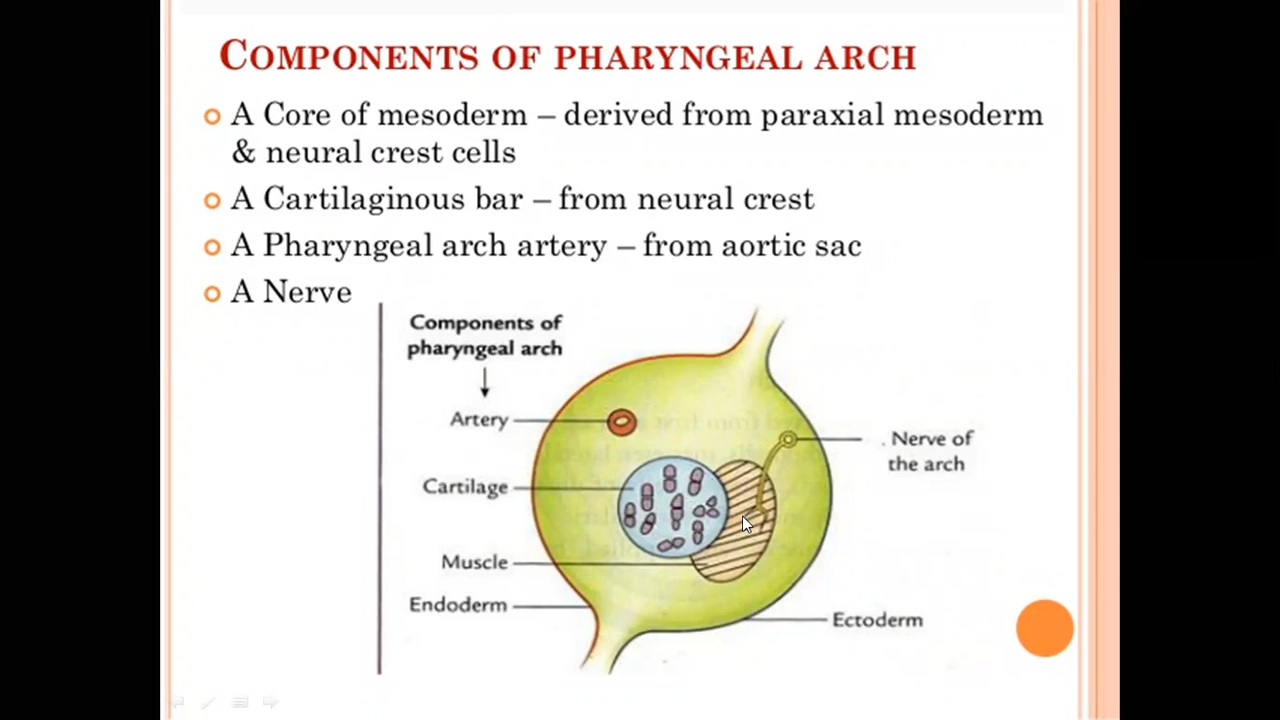 COMPONENTS OF PHARYNGEAL ARCH
A Core of mesoderm – derived from paraxial mesoderm
& neural crest cells
A Cartilaginous bar – from neural crest
A Pharyngeal arch artery – from aortic sac
A Nerve
Components of
pharyngeal arch
Artery
Cartilage
Muscle
Endoderm
Nerve of
the arch
Ectoderm